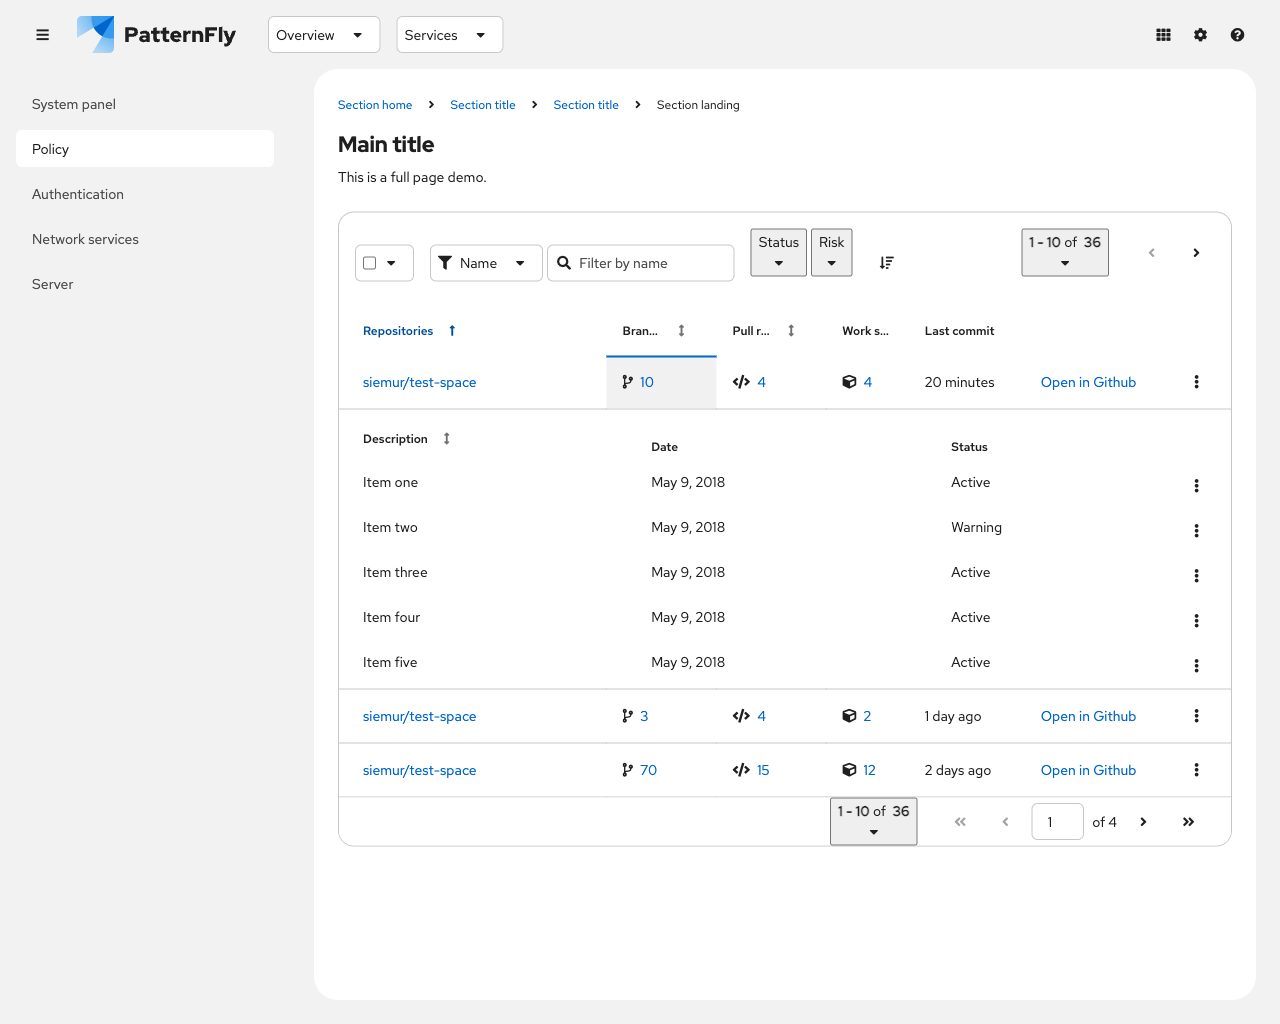 PatternFly Overview Services
System panel
Policy
Authentication
Network services
Server
Section home Section title Section title Section landing
Main title
This is a full page demo.
Name Filter by name Status Risk 1 - 10 of 36
Repositories Bran... Pull r... Work s... Last commit
siemur/test-space 10 4 4 20 minutes Open in Github
Description Date Status
Item one May 9, 2018 Active
Item two May 9, 2018 Warning
Item three May 9, 2018 Active
Item four May 9, 2018 Active
Item five May 9, 2018 Active
siemur/test-space 3 4 2 1 day ago Open in Github
siemur/test-space 70 15 12 2 days ago Open in Github
1 - 10 of 36 1 of 4